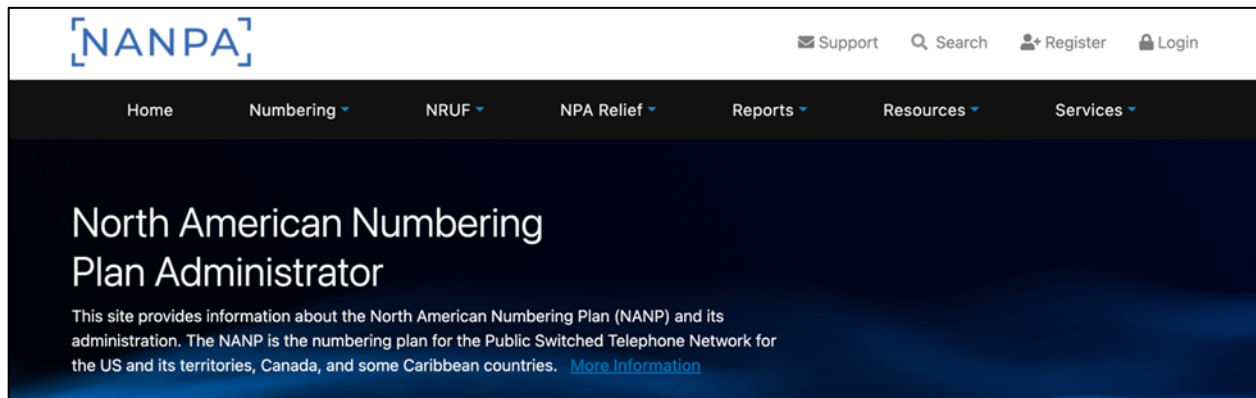 NANPA
Support Search Register Login
Home Numbering NRUF NPA Relief Reports Resources Services
North American Numbering
Plan Administrator
This site provides information about the North American Numbering Plan (NANP) and its
administration. The NANP is the numbering plan for the Public Switched Telephone Network for
the US and its territories, Canada, and some Caribbean countries. More Information